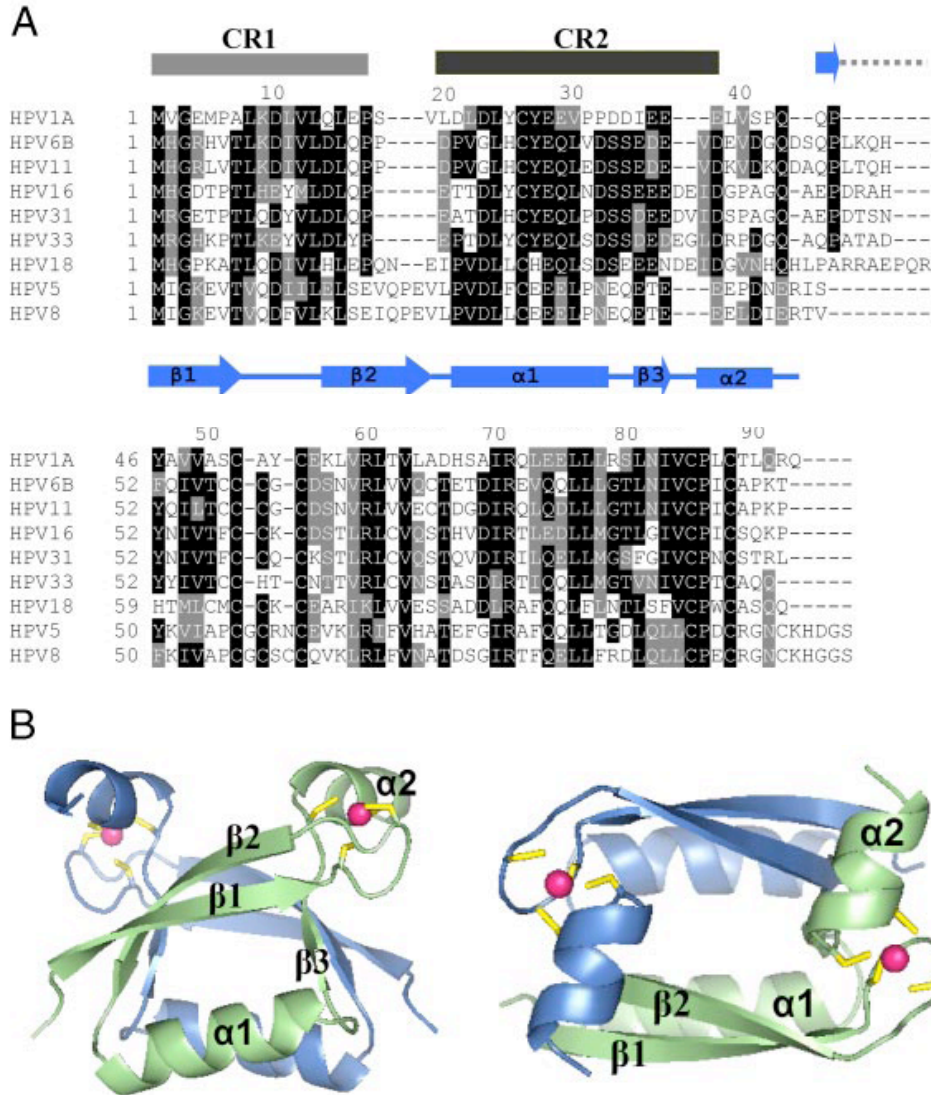 A
CR1 CR2
10 20 30 40
HPV1A 1 MVGEMPALKDLVLQLEPS---VLDLDLYCYEEVPPDDIEE---ELVSPQ-QP-------
HPV6B 1 MHGRHVTLKDIVLDLQPP----DPVGLHCYEQLVDSSEDE---VDEVDGQDSQPLKQH--
HPV11 1 MHGRLVTLKDIVLDLQPP----DPVGLHCYEQLEDSSEDE---VDKVDKQDAQPLTQH--
HPV16 1 MHGDTPTLHEYMLDLQP-----ETTDLYCYEQLNDSSEEEDEIDGPAGQ-AEPDRAH---
HPV31 1 MRGETPTLQDYVLDLQP-----EATDLHCYEQLPDSSDEEDVIDSPAGQ-AEPDTSN---
HPV33 1 MRGHKPTLKEYVLDLYP-----EPTDLYCYEQLSDSSDEDEGLDRPDGQ-AQPATAD---
HPV18 1 MHGPKATLQDIVLHLEPQN--EIPVDLLCHEQLSDSEEENDEIDGVNHQHLPARRAEPQR
HPV5 1 MIGKEVTVQDIILELSEVQPEVLPVDLFCEEELPNEQETE---EEPDNERIS------
HPV8 1 MIGKEVTVQDFVLKLSEIQPEVLPVDLLCEEELPNEQETE---EELDIERTV------
β1 β2 α1 β3 α2
50 60 70 80 90
HPV1A 46 YAVVASC-AY-CEKLVRLTVLADHSAIRQLEELLLRSLNIVCPLCTLQRQ-----
HPV6B 52 FQIVTCC-CG-CDSNVRLVVQCTETDIREVQQLLLGTLNIVCPICAPKT------
HPV11 52 YQILTCC-CG-CDSNVRLVVECTDGDIRQLQDLLLGTLNIVCPICAPKP------
HPV16 52 YNIVTFC-CK-CDSTLRLCVQSTHVDIRTLEDLLMGTLGIVCPICSQKP------
HPV31 52 YNIVTFC-CQ-CKSTLRLCVQSTQVDIRILQELLMGSFGIVCPNCSTRL------
HPV33 52 YYIVTCC-HT-CNTTVRLCVNSTASDLRTIQQLLMGTVNIVCPTCAQQ-------
HPV18 59 HTMLCMC-CK-CEARIKLVVESSADDLRAFQQLFLNTLSFVCPWCASQQ------
HPV5 50 YKVIAPCGCRNCEVKLRIFVHATEFGIRAFQQLLTGDLQLLCPDCRGNCKHDGS
HPV8 50 FKIVAPCGCSCCQVKLRLFVNATDSGIRTFQELLFRDLQLLCPECRGNCKHGGS
B
α2
β2
β1
β3
α1
α2
β2 α1
β1